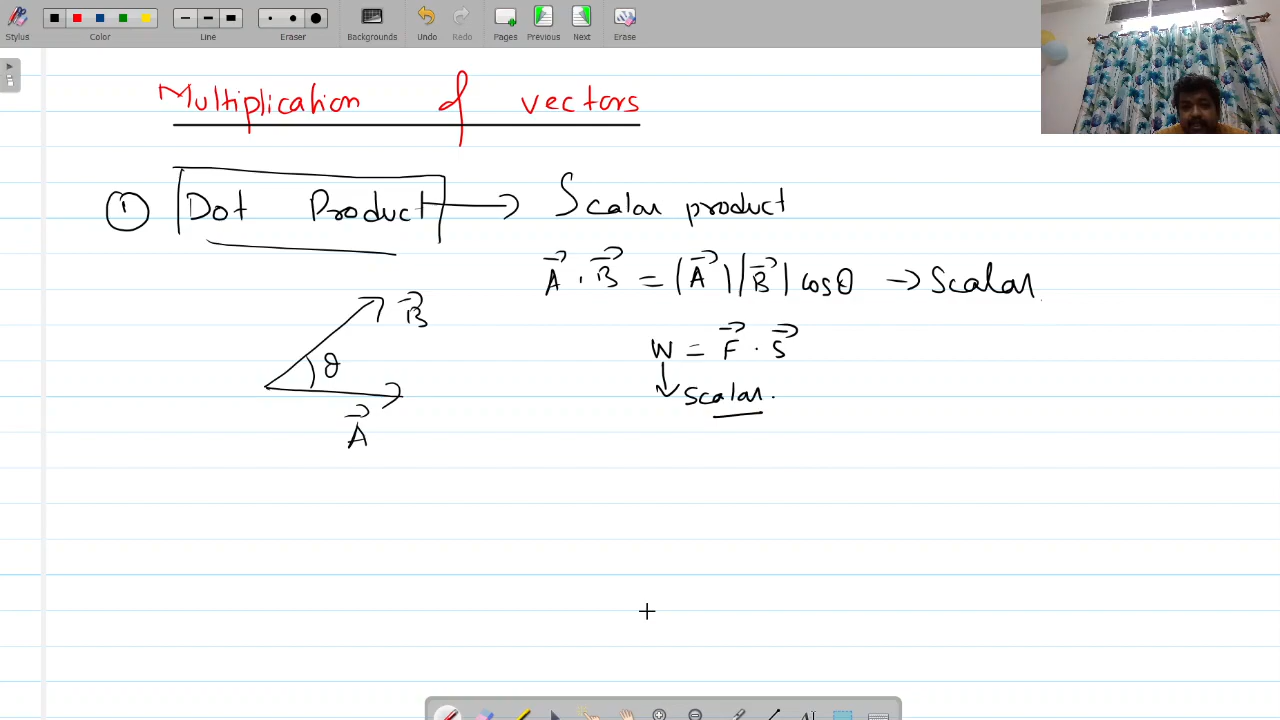 Stylus Color Line Eraser Backgrounds Undo Redo Pages Previous Next Erase
Multiplication of vectors
① Dot Product → Scalar product
A⃗ · B⃗ = |A⃗||B⃗| cosθ → Scalar
B⃗
θ
A⃗
W = F⃗ · S⃗
↓ scalar.